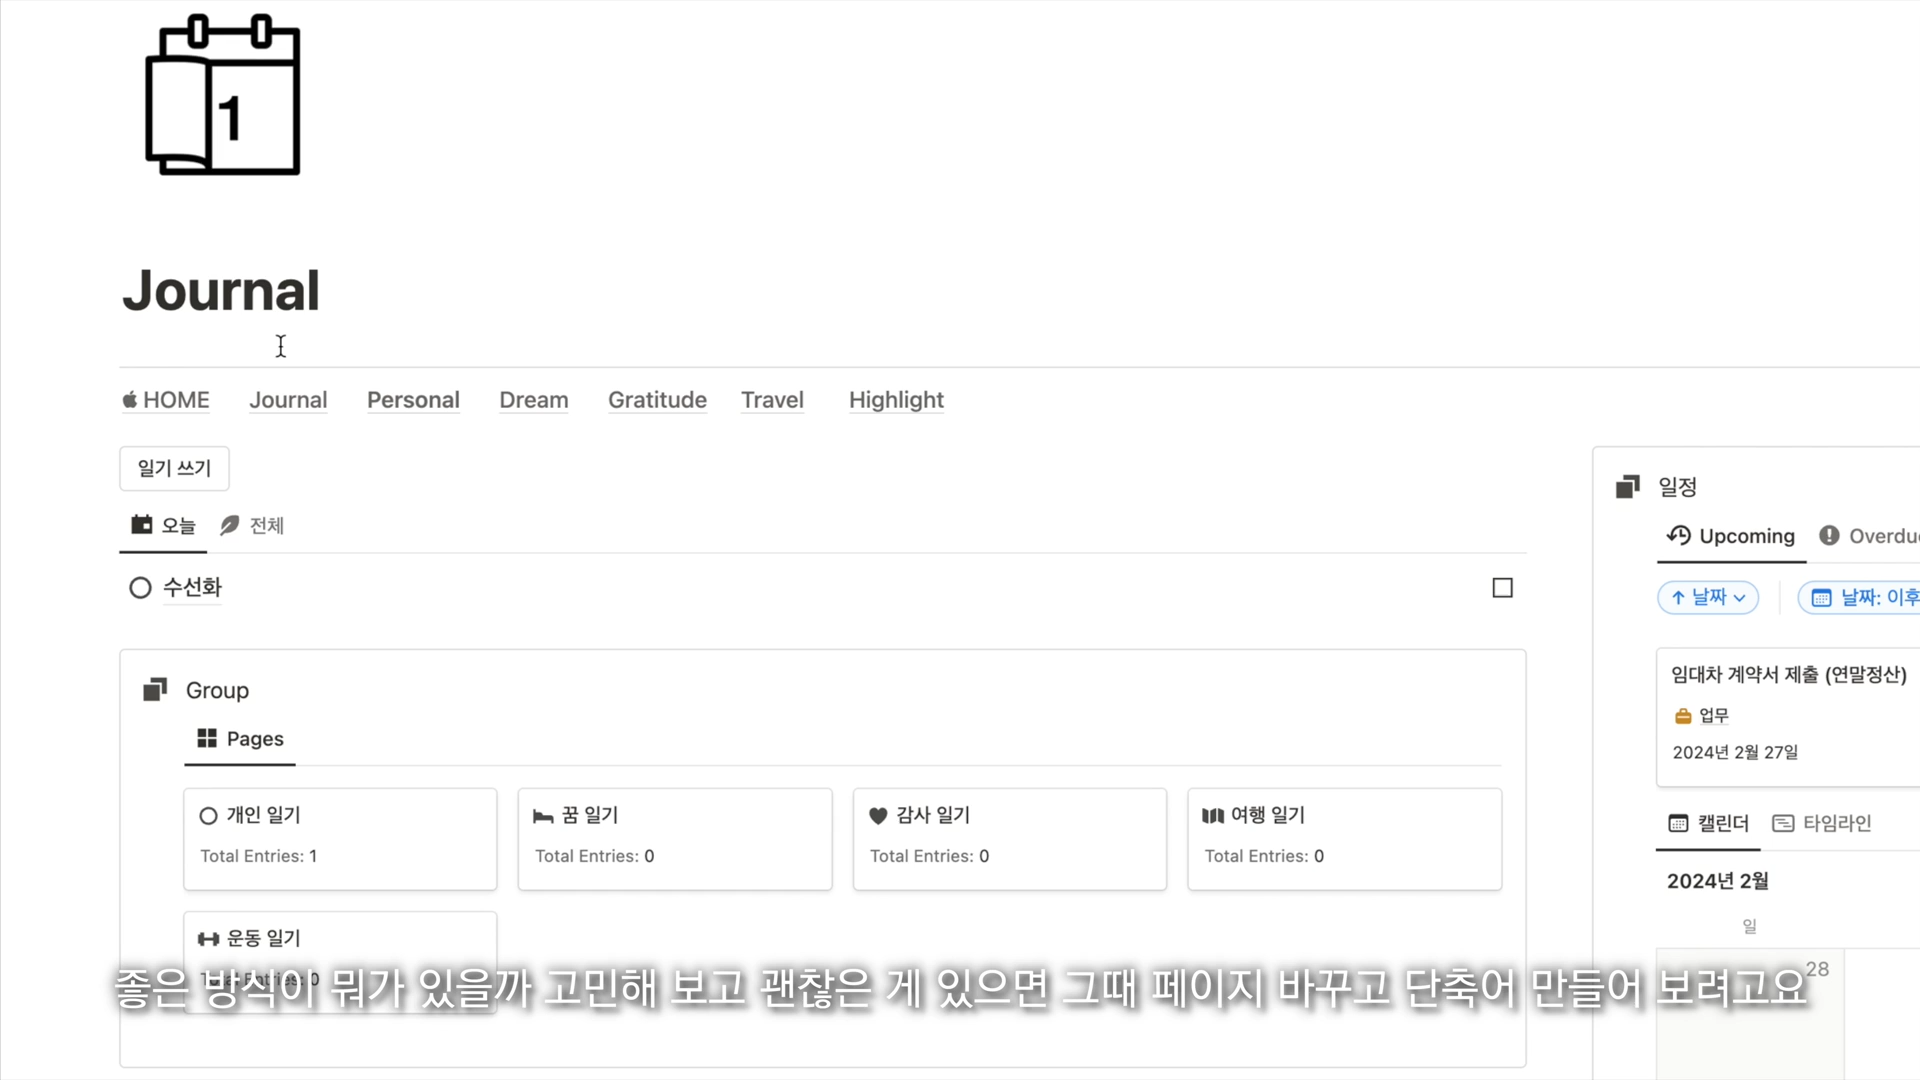 1
Journal
HOME Journal Personal Dream Gratitude Travel Highlight
일기 쓰기
오늘 전체
수선화
Group
Pages
개인 일기
Total Entries: 1
꿈 일기
Total Entries: 0
감사 일기
Total Entries: 0
여행 일기
Total Entries: 0
운동 일기
Total Entries: 0
일정
Upcoming Overdue
날짜 날짜: 이후
임대차 계약서 제출 (연말정산)
업무
2024년 2월 27일
캘린더 타임라인
2024년 2월
일
28
좋은 방식이 뭐가 있을까 고민해 보고 괜찮은 게 있으면 그때 페이지 바꾸고 단축어 만들어 보려고요